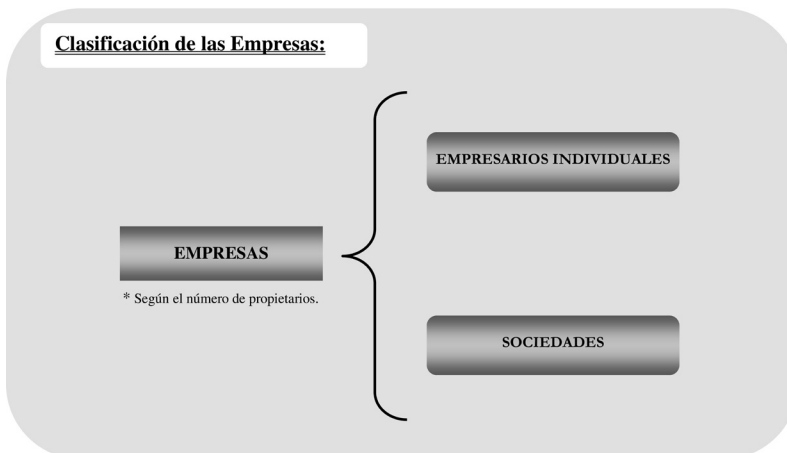 Clasificación de las Empresas:
EMPRESARIOS INDIVIDUALES
EMPRESAS
* Según el número de propietarios.
SOCIEDADES